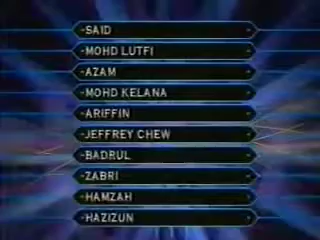 -SAID
-MOHD LUTFI
-AZAM
-MOHD KELANA
-ARIFFIN
-JEFFREY CHEW
-BADRUL
-ZABRI
-HAMZAH
-HAZIZUN